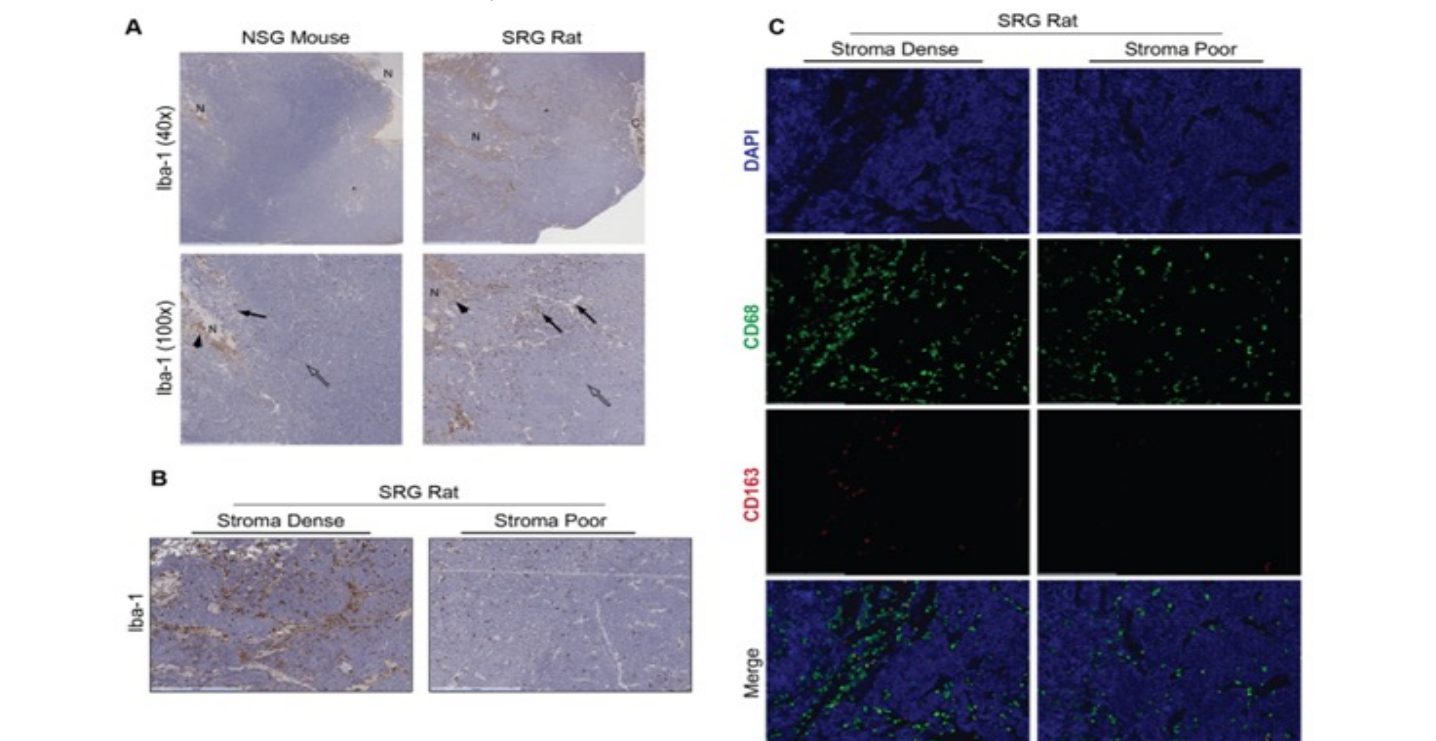 A
NSG Mouse
SRG Rat
Iba-1 (40x)
N
N
N
C
Iba-1 (100x)
N
N
B
SRG Rat
Stroma Dense
Stroma Poor
Iba-1
C
SRG Rat
Stroma Dense
Stroma Poor
DAPI
CD68
CD163
Merge